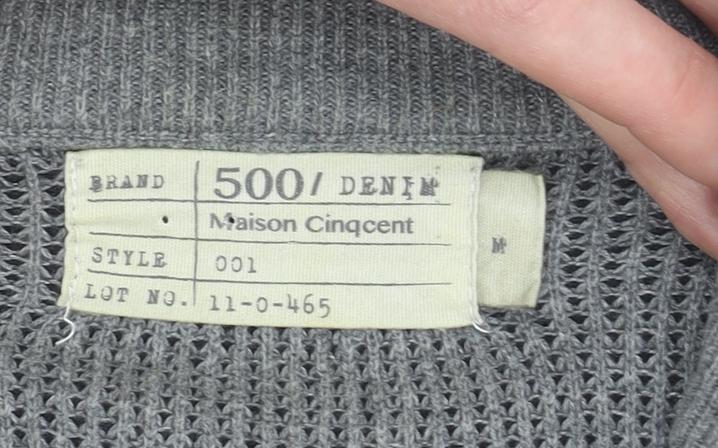 BRAND 500/ DENIM
Maison Cinqcent
STYLE 001
LOT NO. 11-0-465
M